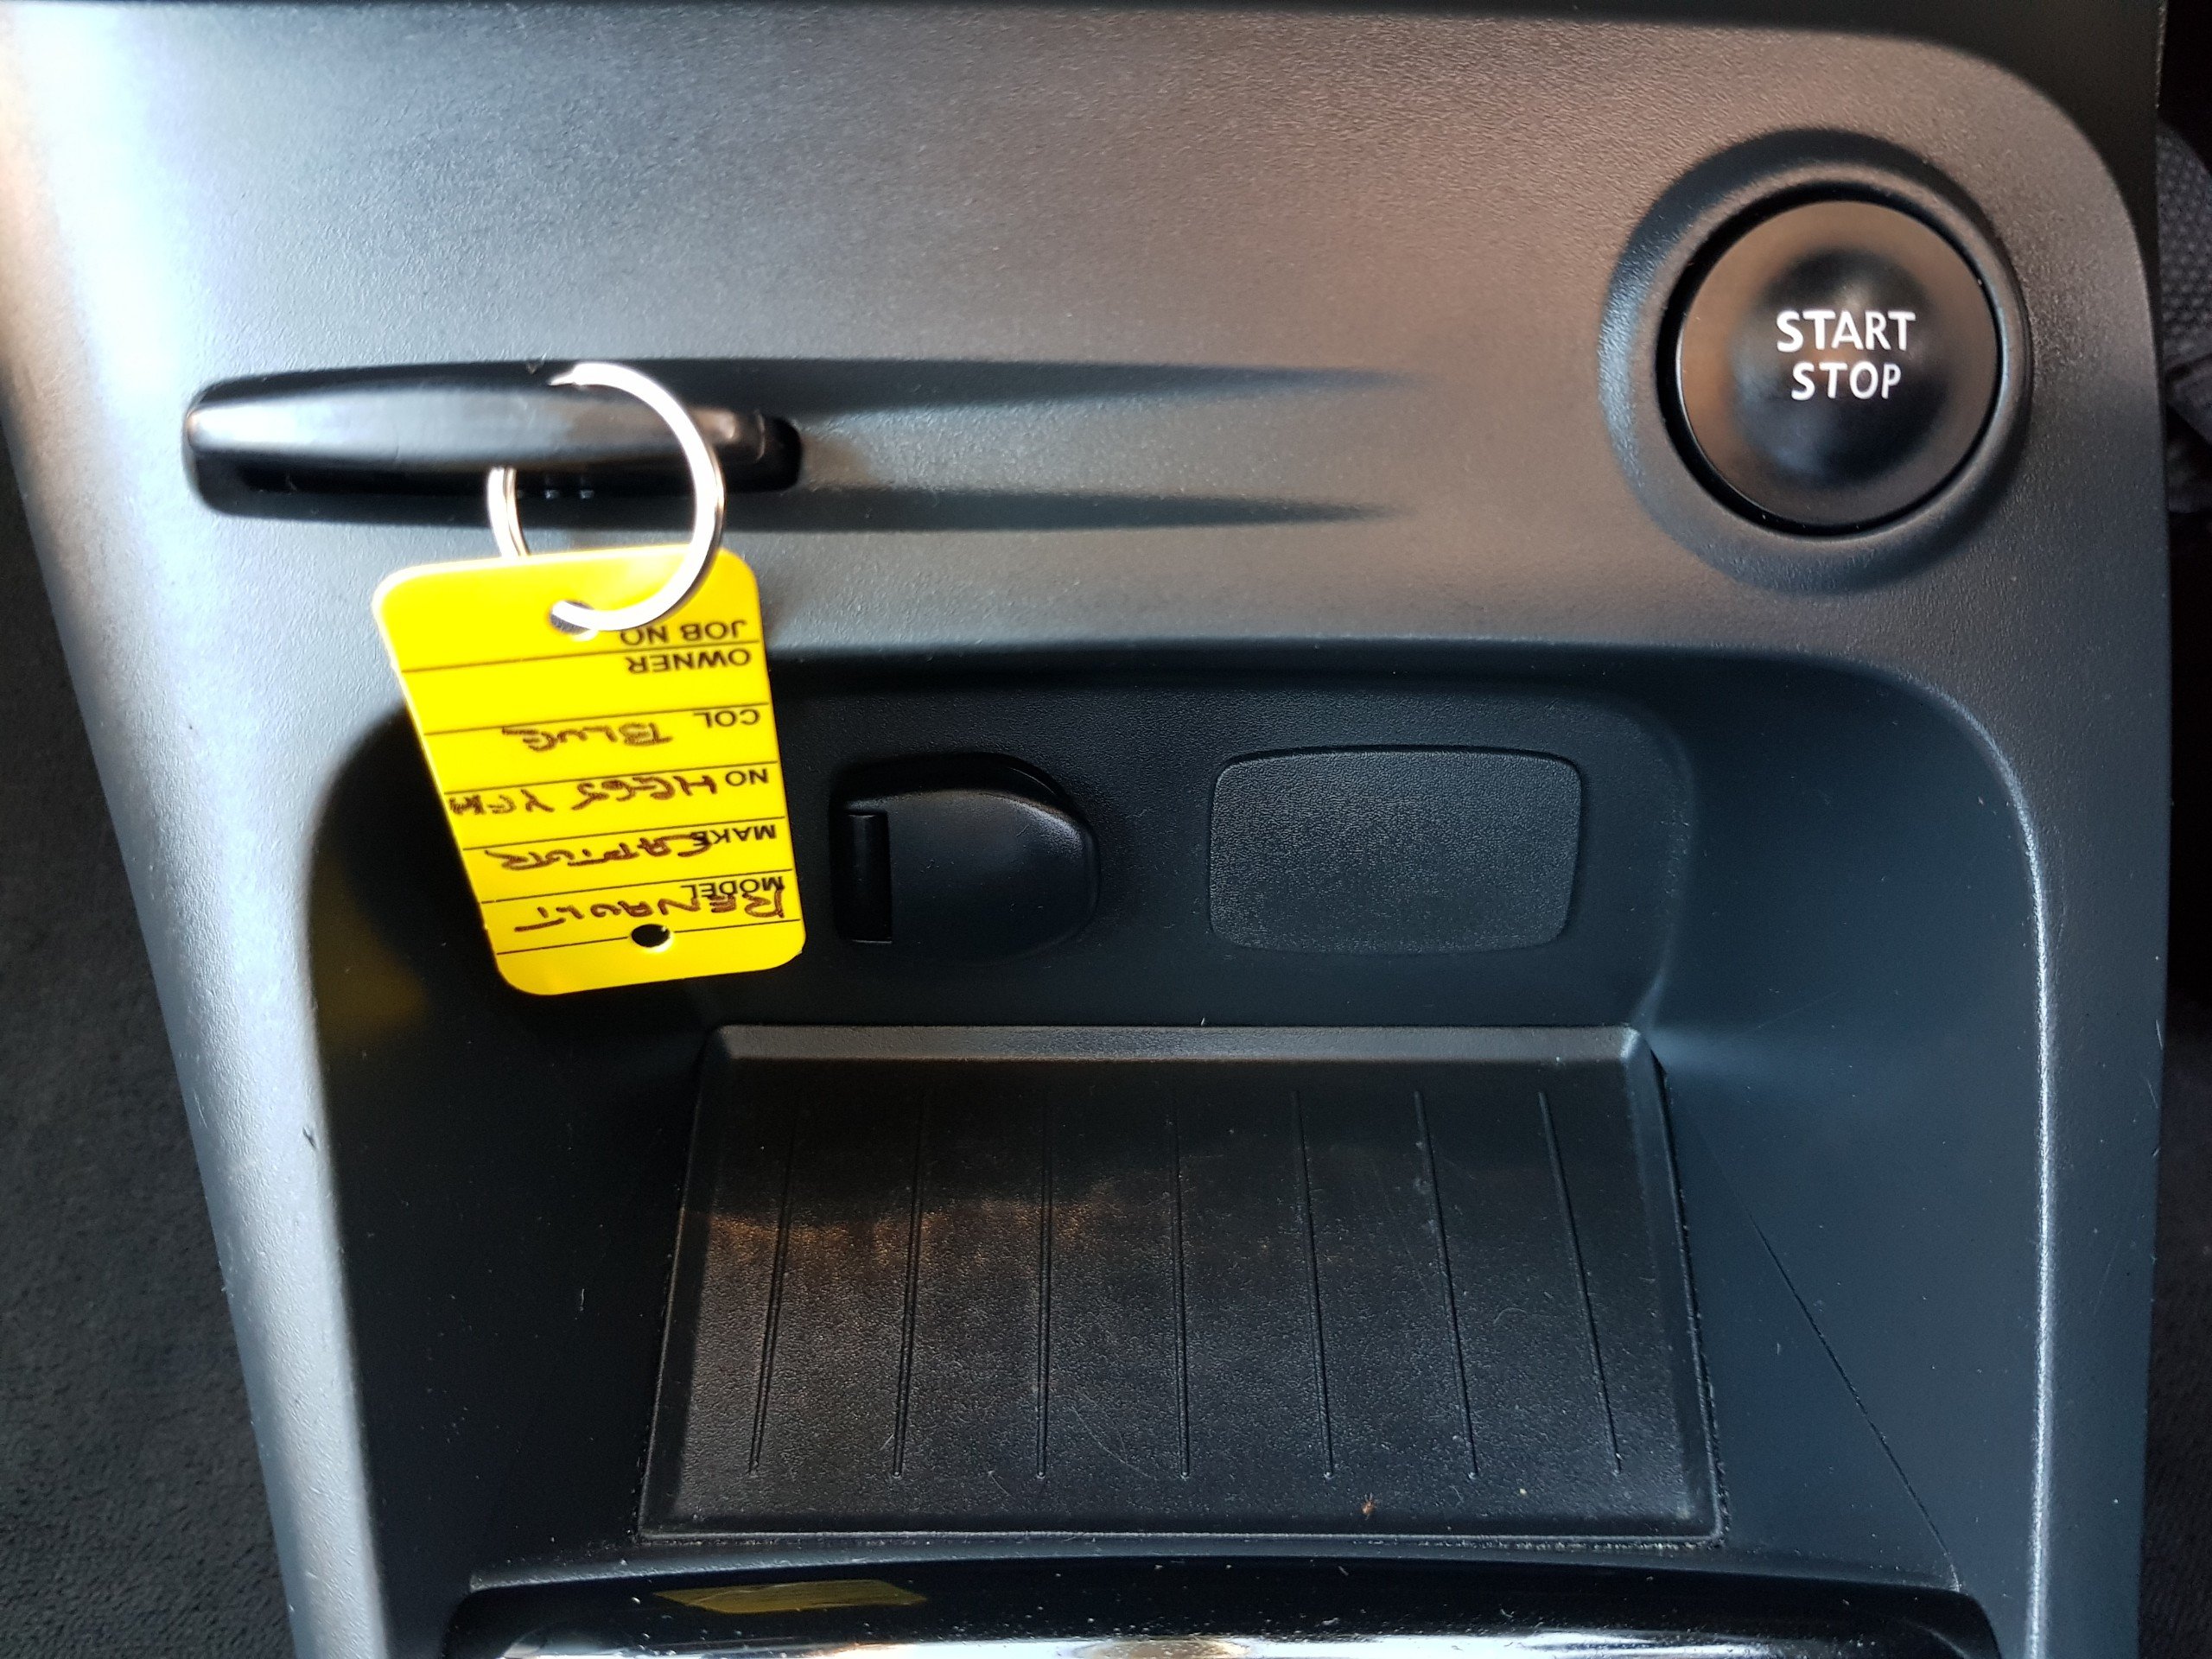 START
STOP
MODEL RENAULT
MAKE CAPTUR
NO
COL BLUE
OWNER
JOB NO